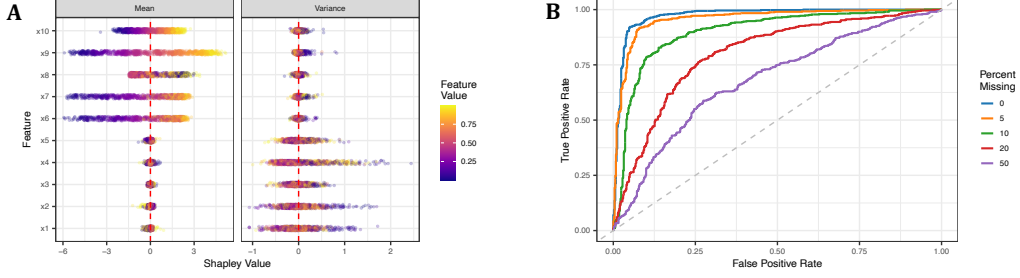 A
Mean
Variance
Feature
x10
x9
x8
x7
x6
x5
x4
x3
x2
x1
−6
−3
0
3
−1
0
1
2
Shapley Value
Feature
Value
0.75
0.50
0.25
B
True Positive Rate
1.00
0.75
0.50
0.25
0.00
0.00
0.25
0.50
0.75
1.00
False Positive Rate
Percent
Missing
0
5
10
20
50